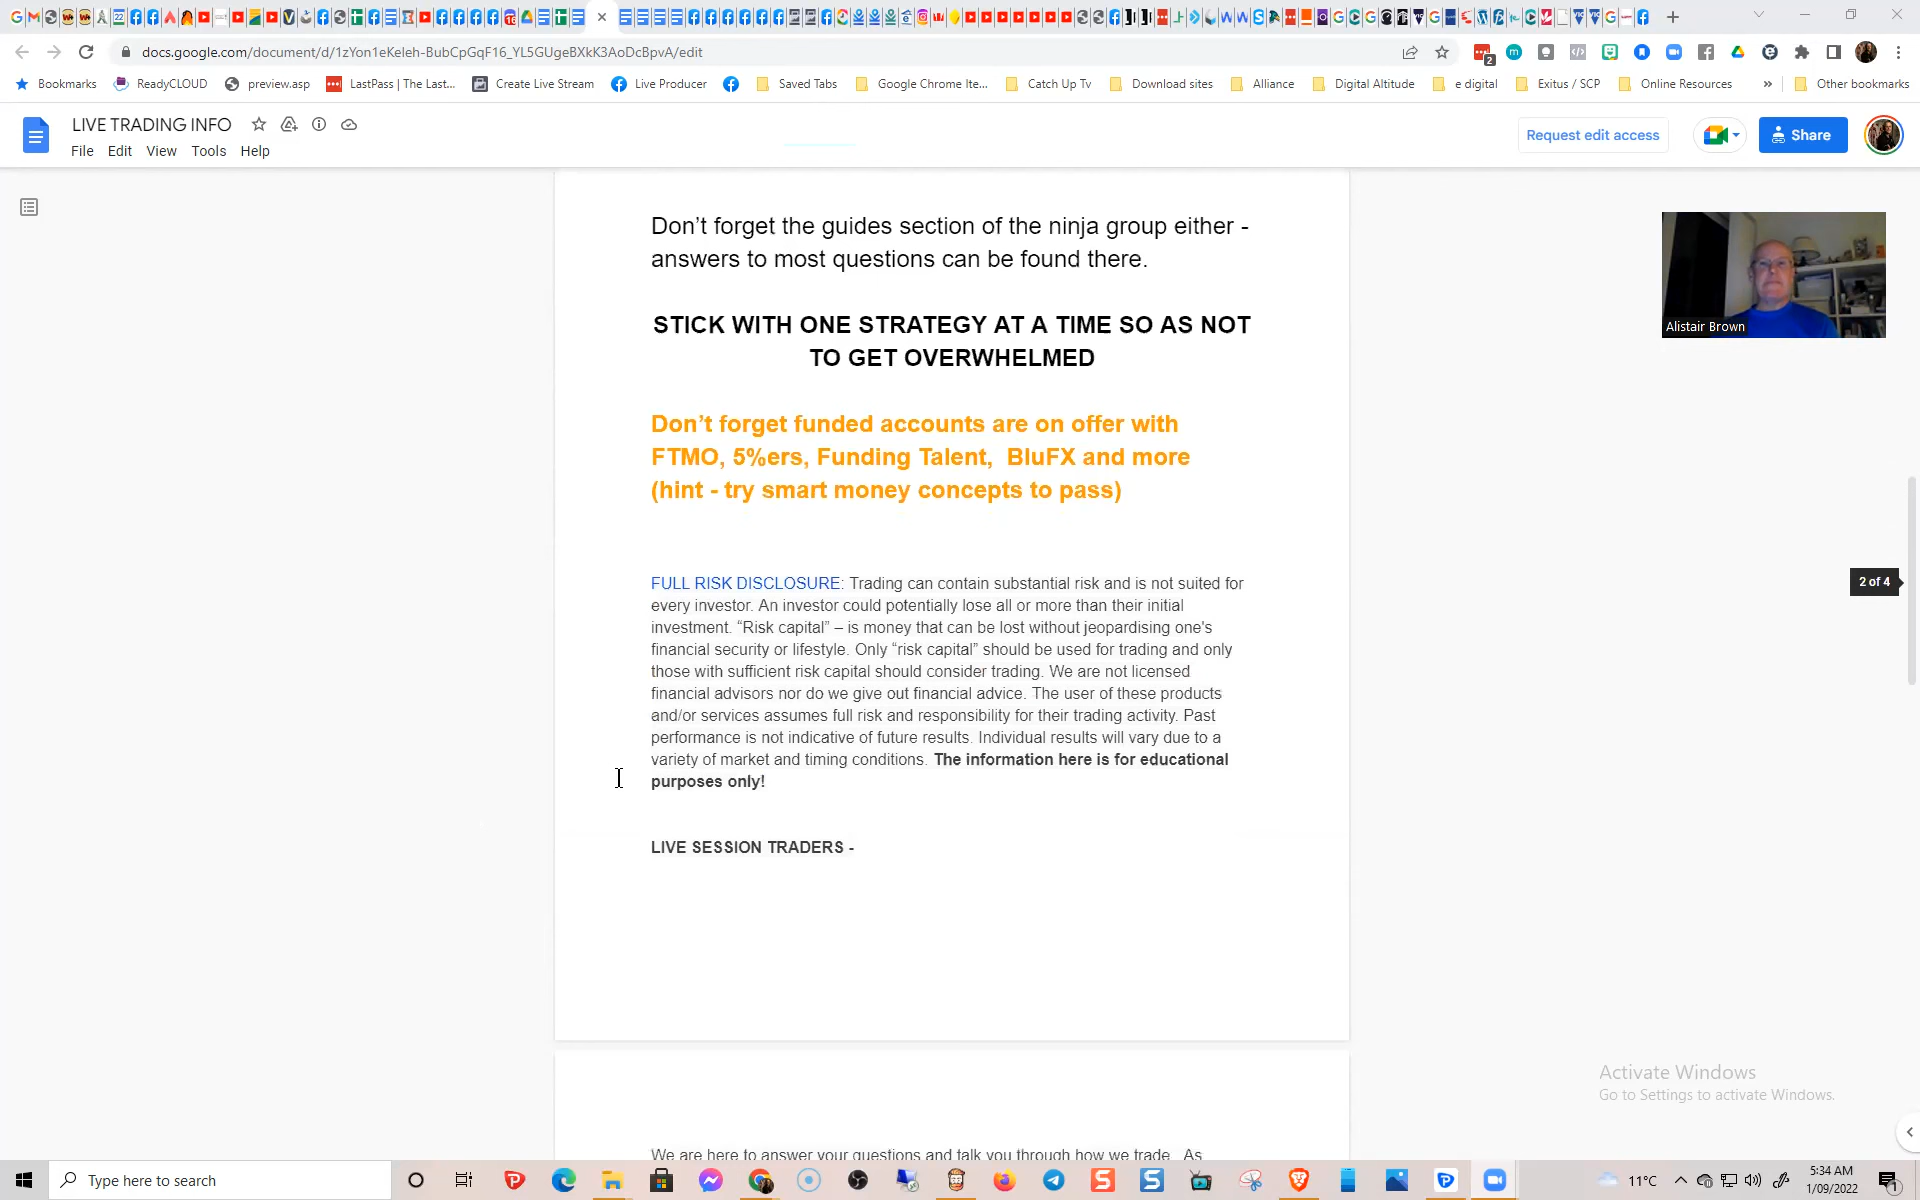 docs.google.com/document/d/1zYon1eKeleh-BubCpGqF16_YL5GUgeBXkK3AoDcBpvA/edit
Bookmarks ReadyCLOUD preview.asp LastPass | The Last... Create Live Stream Live Producer Saved Tabs Google Chrome Ite... Catch Up Tv Download sites Alliance Digital Altitude e digital Exitus / SCP Online Resources » Other bookmarks
LIVE TRADING INFO
File Edit View Tools Help
Request edit access
Share
Don’t forget the guides section of the ninja group either -
answers to most questions can be found there.
STICK WITH ONE STRATEGY AT A TIME SO AS NOT
TO GET OVERWHELMED
Don’t forget funded accounts are on offer with
FTMO, 5%ers, Funding Talent, BluFX and more
(hint - try smart money concepts to pass)
Alistair Brown
2 of 4
FULL RISK DISCLOSURE: Trading can contain substantial risk and is not suited for
every investor. An investor could potentially lose all or more than their initial
investment. “Risk capital” – is money that can be lost without jeopardising one's
financial security or lifestyle. Only “risk capital” should be used for trading and only
those with sufficient risk capital should consider trading. We are not licensed
financial advisors nor do we give out financial advice. The user of these products
and/or services assumes full risk and responsibility for their trading activity. Past
performance is not indicative of future results. Individual results will vary due to a
variety of market and timing conditions. The information here is for educational
purposes only!
LIVE SESSION TRADERS -
We are here to answer your questions and talk you through how we trade. As
Activate Windows
Go to Settings to activate Windows.
Type here to search
11°C
5:34 AM
1/09/2022